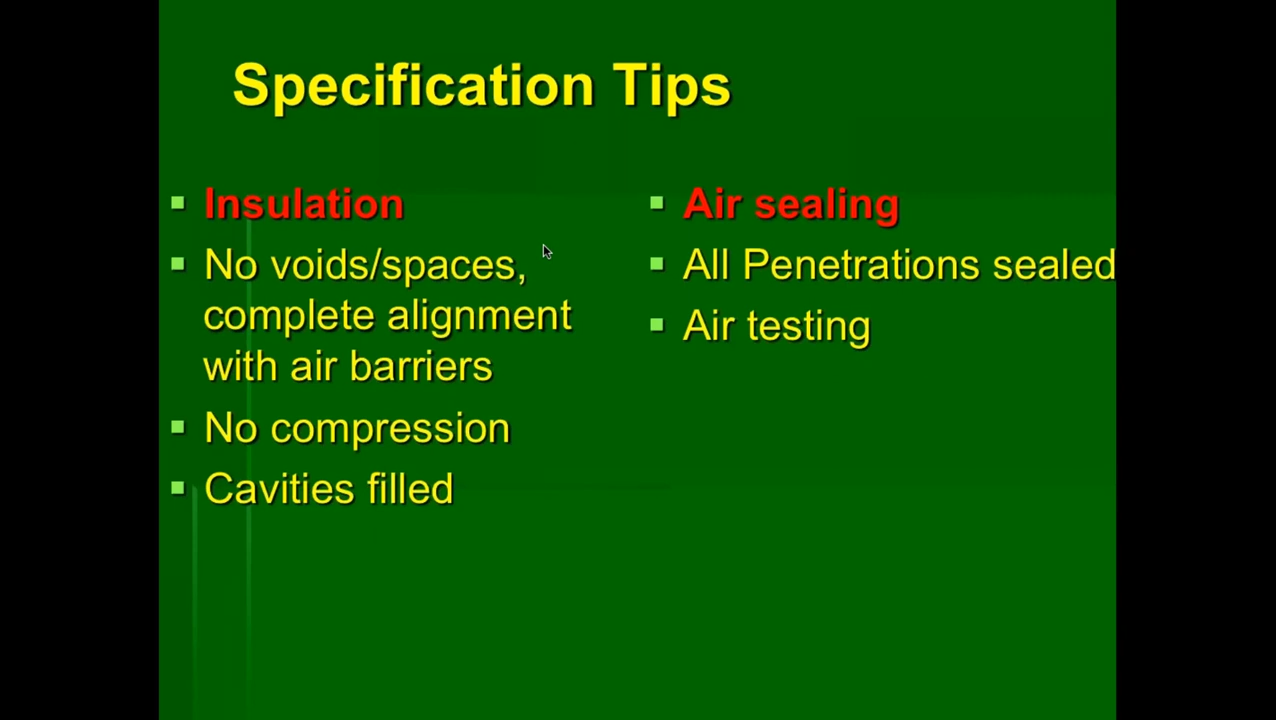 Specification Tips
Insulation
No voids/spaces,
complete alignment
with air barriers
No compression
Cavities filled
Air sealing
All Penetrations sealed
Air testing